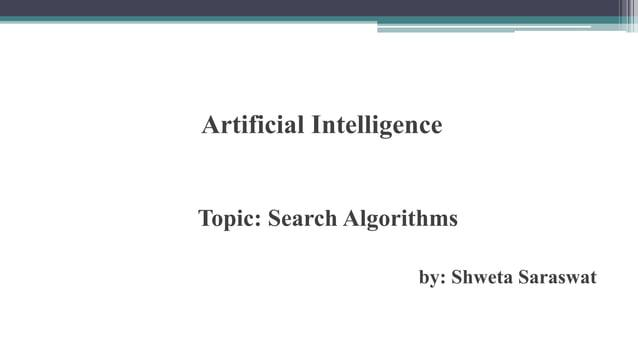 Artificial Intelligence
Topic: Search Algorithms
by: Shweta Saraswat